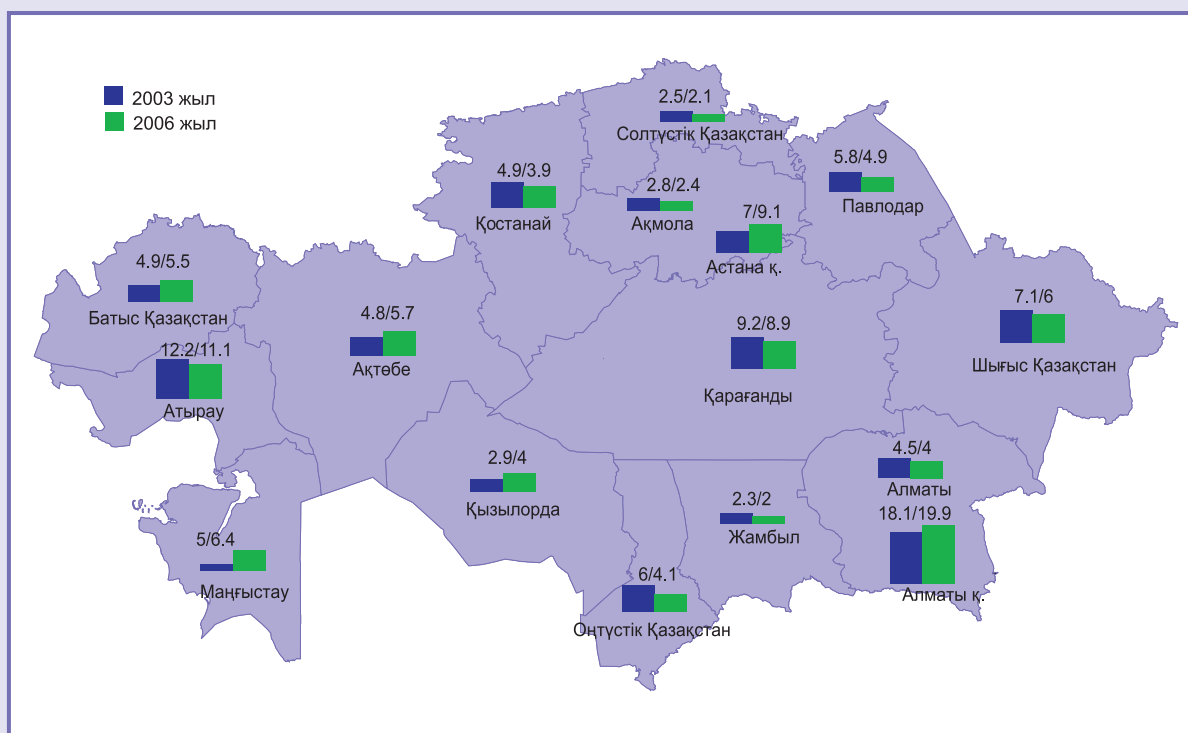 2003 жыл
2006 жыл
2.5/2.1
Солтүстік Қазақстан
4.9/3.9
Қостанай
2.8/2.4
Ақмола
7/9.1
Астана қ.
5.8/4.9
Павлодар
4.9/5.5
Батыс Қазақстан
12.2/11.1
Атырау
4.8/5.7
Ақтөбе
9.2/8.9
Қарағанды
7.1/6
Шығыс Қазақстан
5/6.4
Маңғыстау
2.9/4
Қызылорда
6/4.1
Оңтүстік Қазақстан
2.3/2
Жамбыл
4.5/4
Алматы
18.1/19.9
Алматы қ.